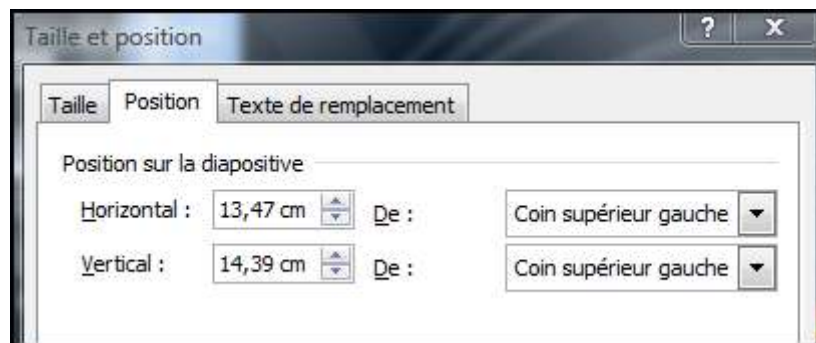 Taille et position
? x
Taille Position Texte de remplacement
Position sur la diapositive
Horizontal : 13,47 cm De : Coin supérieur gauche
Vertical : 14,39 cm De : Coin supérieur gauche